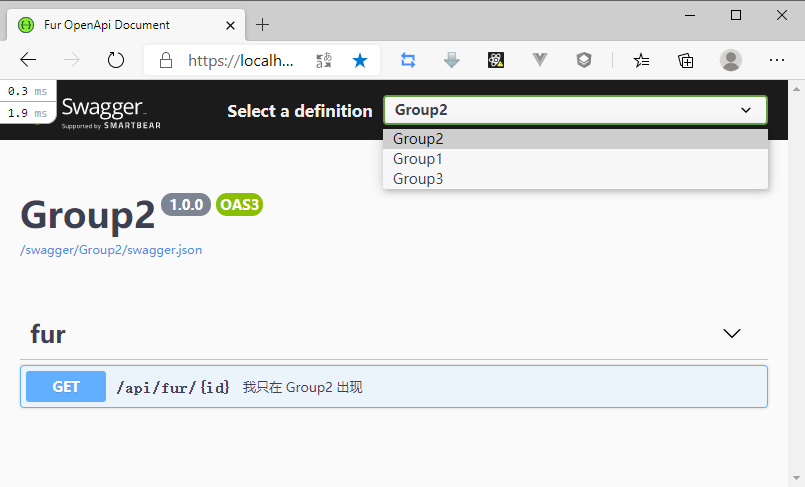 Fur OpenApi Document
https://localh...
0.3 ms
1.9 ms
Swagger
Supported by SMARTBEAR
Select a definition
Group2
Group2
Group1
Group3
Group2 1.0.0 OAS3
/swagger/Group2/swagger.json
fur
GET /api/fur/{id} 我只在 Group2 出现